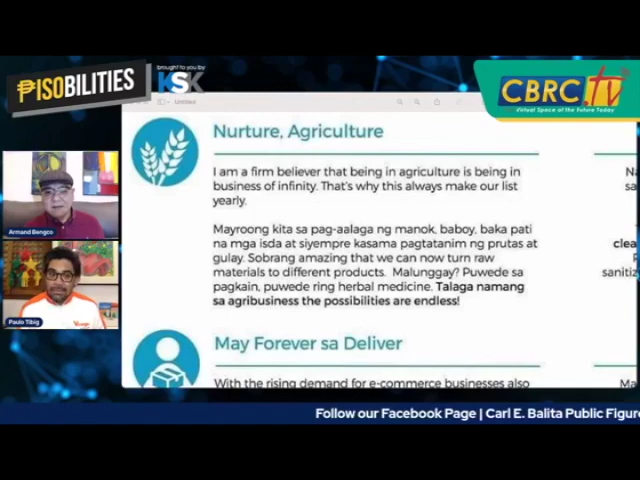 ₱ISOBILITIES
brought to you by
KSK
CBRC.tv
Virtual Space of the Future Today
Untitled
Nurture, Agriculture
I am a firm believer that being in agriculture is being in
business of infinity. That's why this always make our list
yearly.
Mayroong kita sa pag-aalaga ng manok, baboy, baka pati
na mga isda at siyempre kasama pagtatanim ng prutas at
gulay. Sobrang amazing that we can now turn raw
materials to different products. Malunggay? Puwede sa
pagkain, puwede ring herbal medicine. Talaga namang
sa agribusiness the possibilities are endless!
May Forever sa Deliver
With the rising demand for e-commerce businesses also
Armand Bengco
Paulo Tibig
Follow our Facebook Page | Carl E. Balita Public Figur